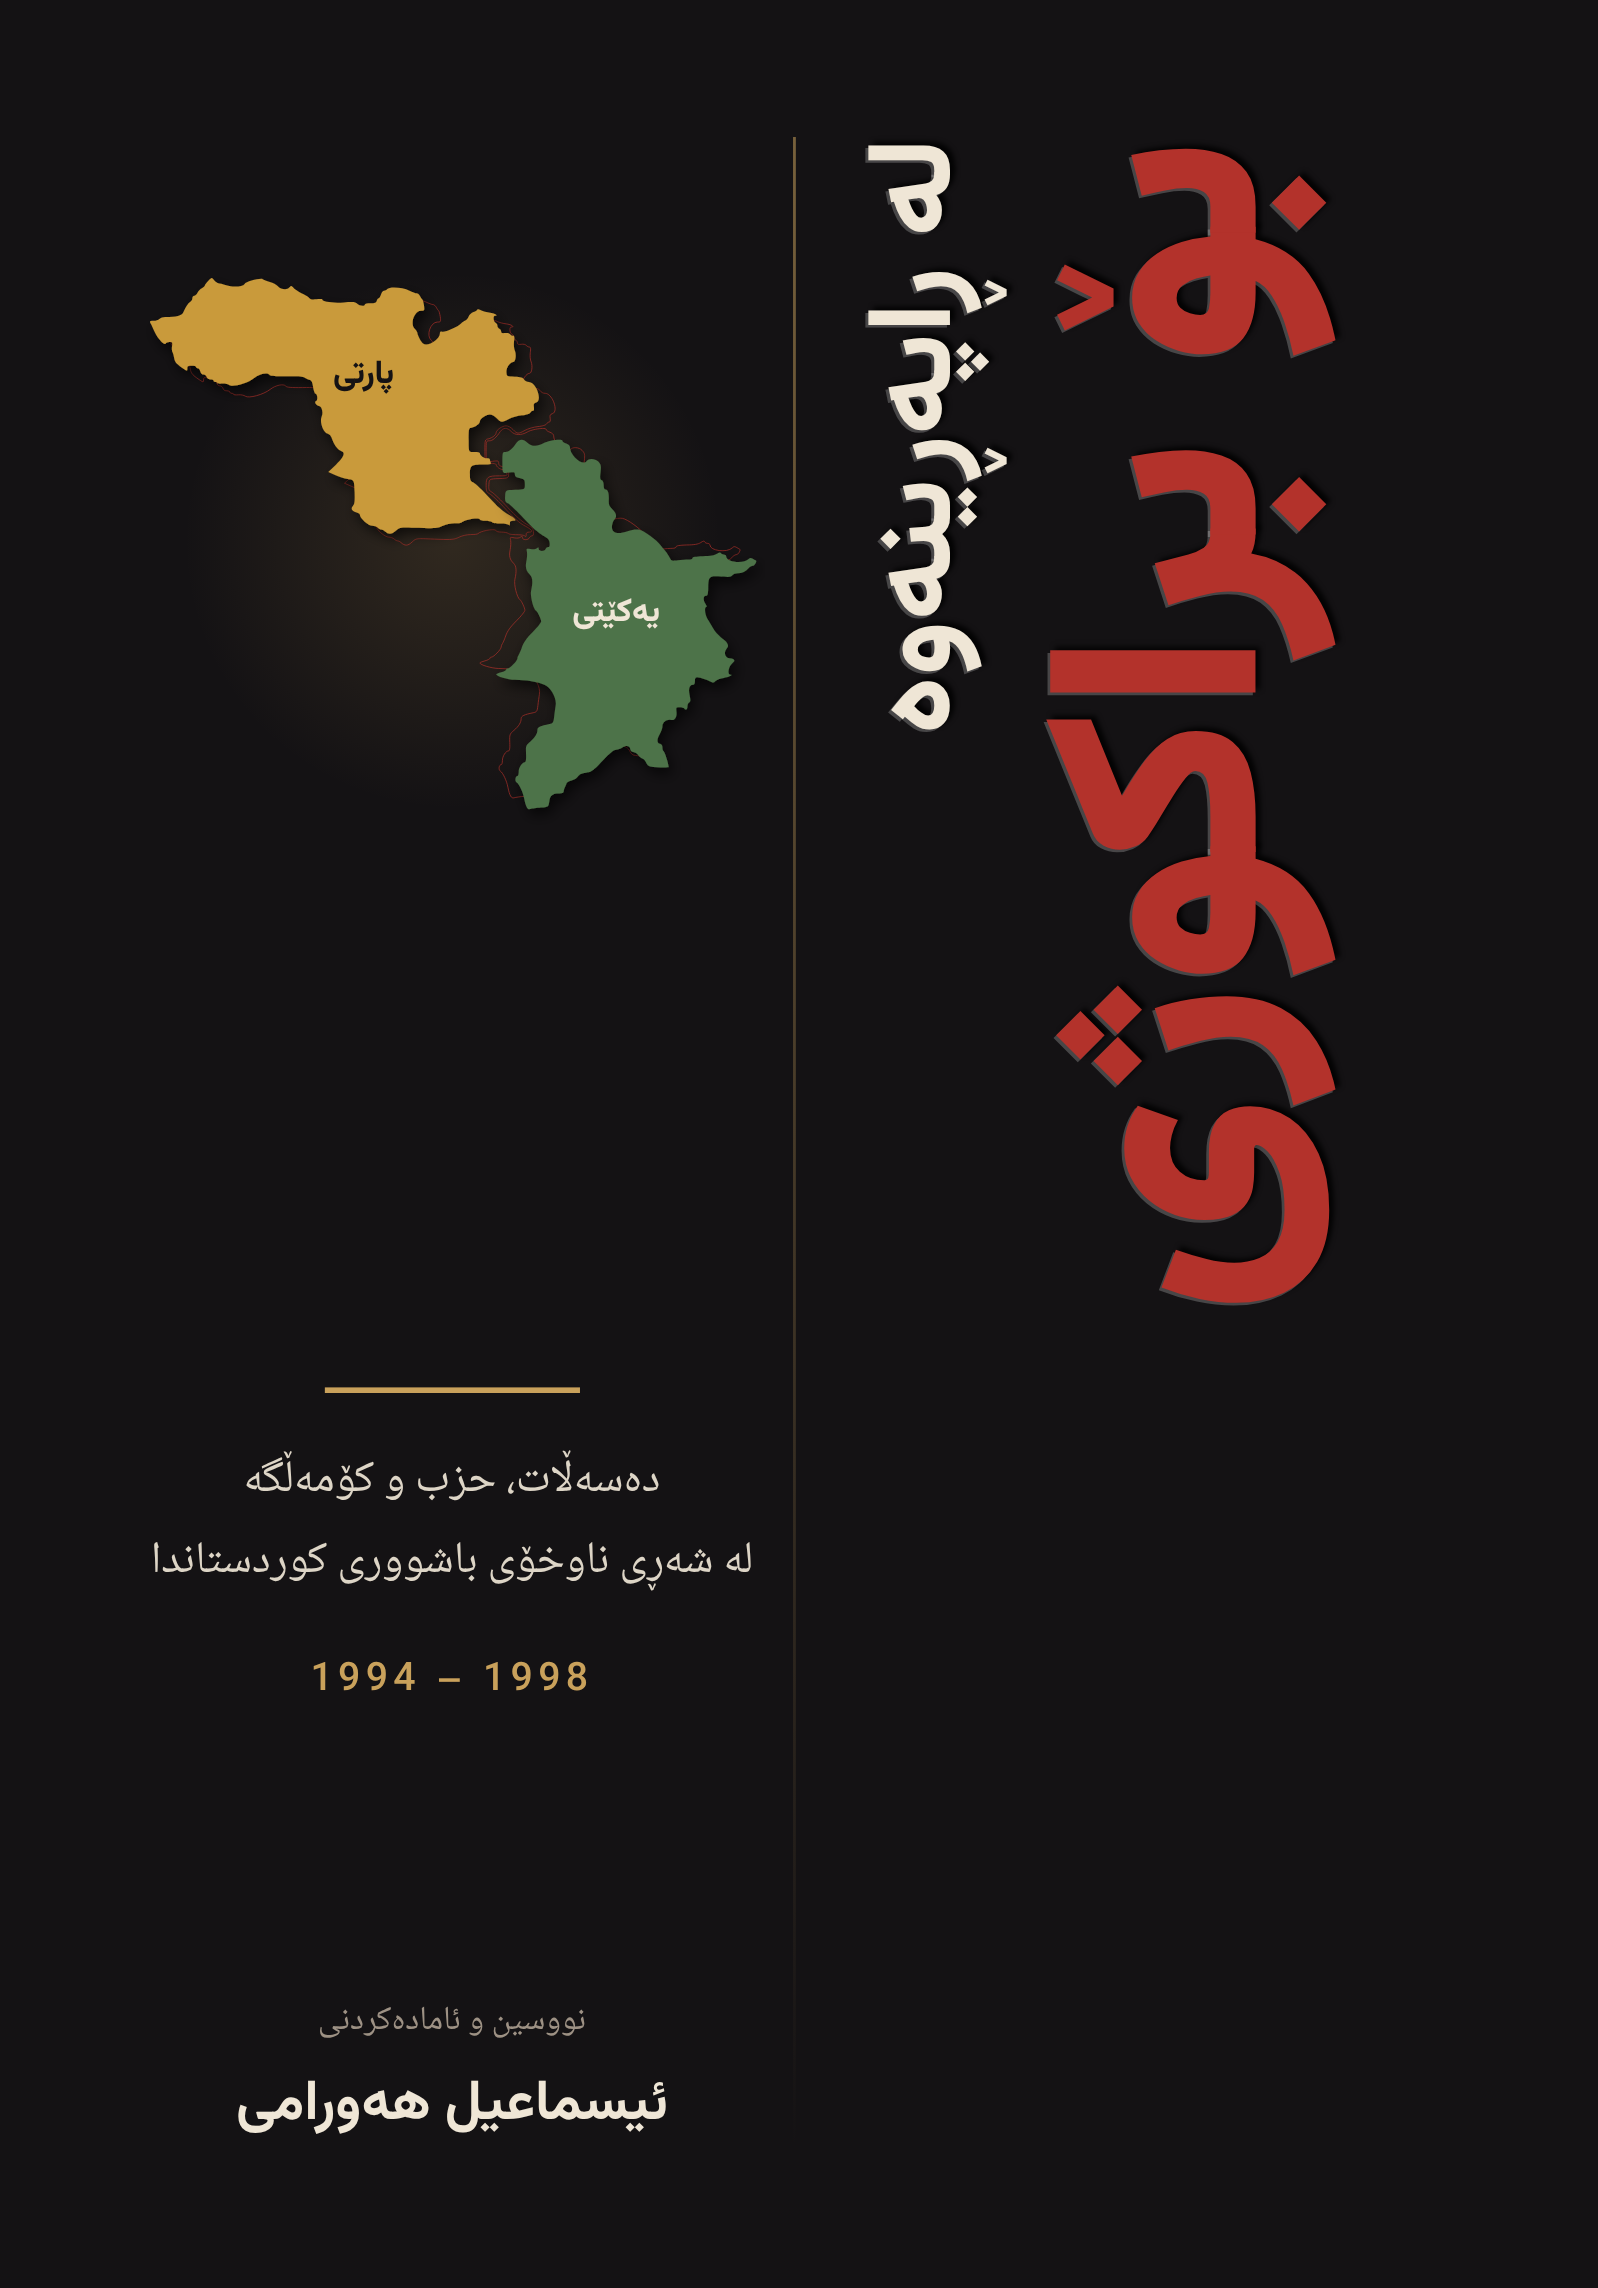 لە ڕاپەڕینەوە
بۆ براکوژی
پارتی
یەکێتی
دەسەڵات، حزب و کۆمەڵگە
لە شەڕی ناوخۆی باشووری کوردستاندا
1994 – 1998
نووسین و ئامادەکردنی
ئیسماعیل هەورامی